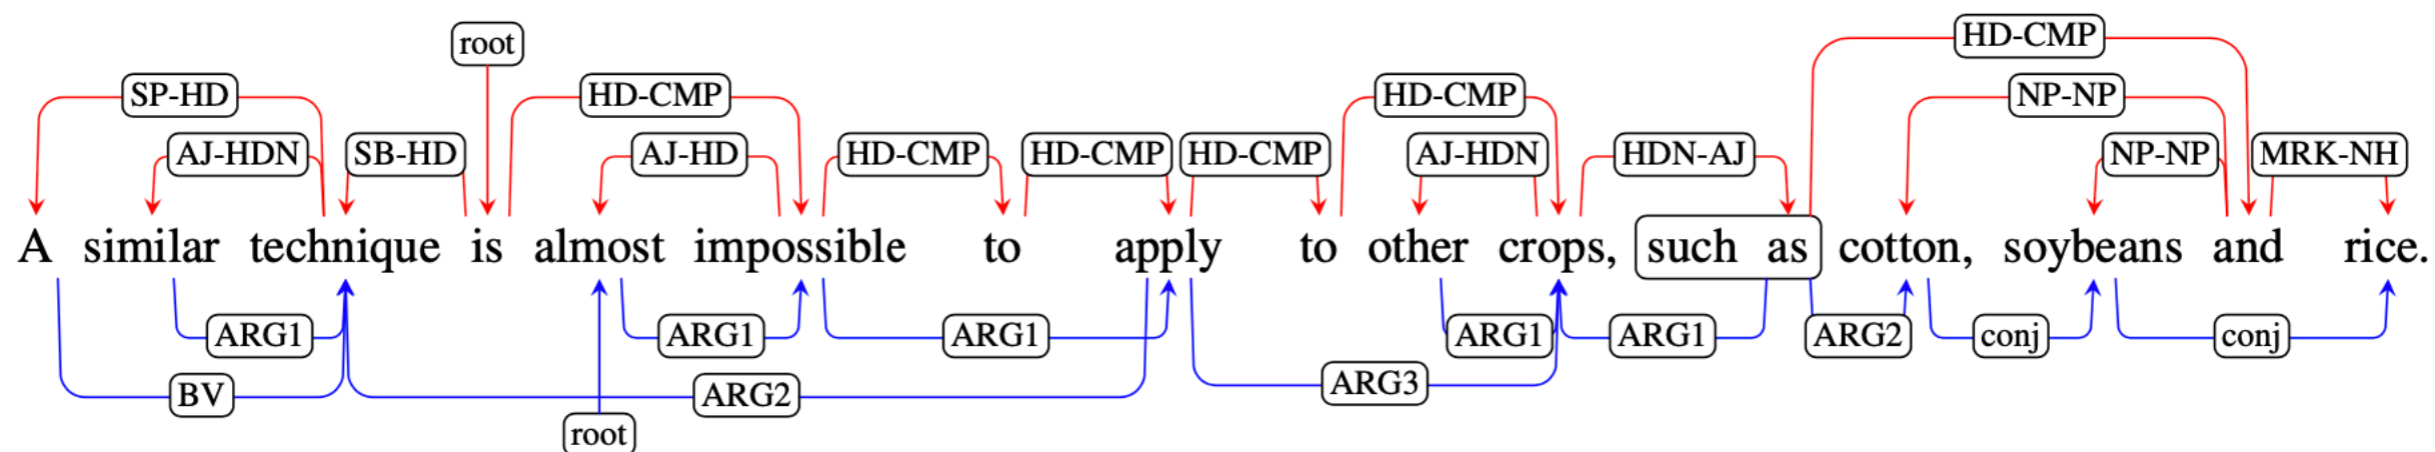 root HD-CMP
SP-HD HD-CMP HD-CMP NP-NP
AJ-HDN SB-HD AJ-HD HD-CMP HD-CMP HD-CMP AJ-HDN HDN-AJ NP-NP MRK-NH
A similar technique is almost impossible to apply to other crops, such as cotton, soybeans and rice.
ARG1 ARG1 ARG1 ARG1 ARG1 ARG2 conj conj
BV ARG2 ARG3
root